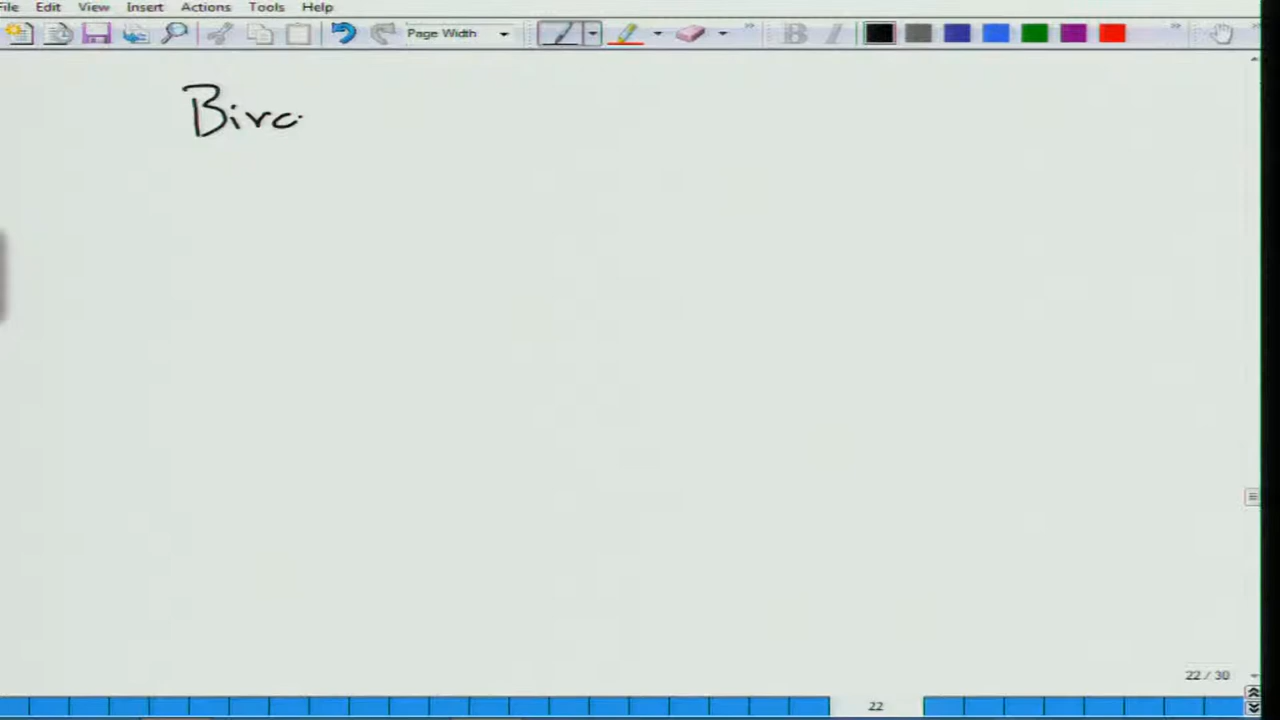 File Edit View Insert Actions Tools Help
Page Width
B I
Birc
22 / 30
22